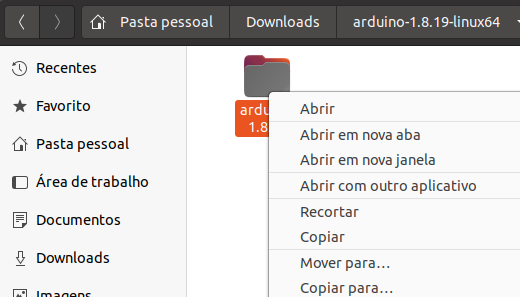 Pasta pessoal
Downloads
arduino-1.8.19-linux64
Recentes
Favorito
Pasta pessoal
Área de trabalho
Documentos
Downloads
Imagens
1.8
Abrir
Abrir em nova aba
Abrir em nova janela
Abrir com outro aplicativo
Recortar
Copiar
Mover para...
Copiar para...